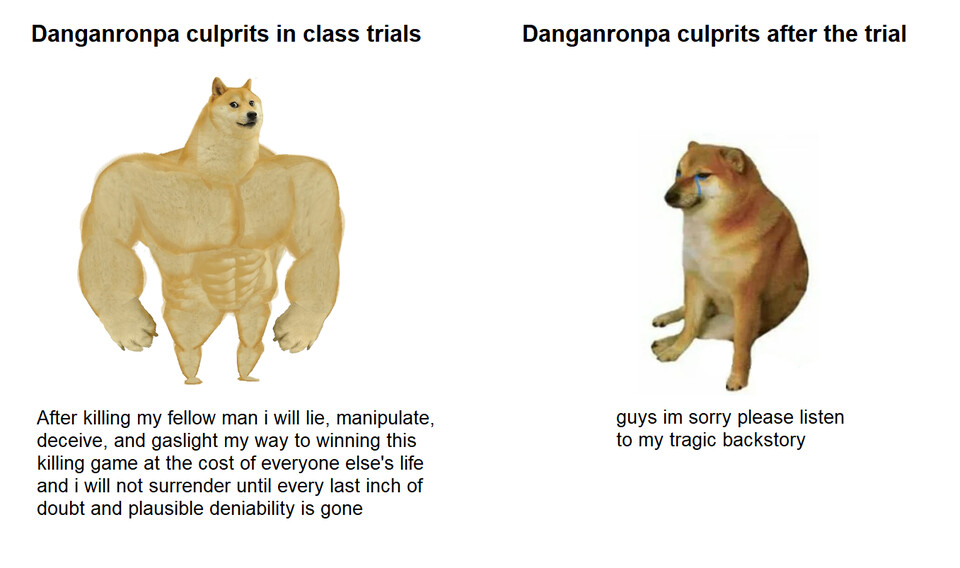 Danganronpa culprits in class trials
Danganronpa culprits after the trial
After killing my fellow man i will lie, manipulate,
deceive, and gaslight my way to winning this
killing game at the cost of everyone else's life
and i will not surrender until every last inch of
doubt and plausible deniability is gone
guys im sorry please listen
to my tragic backstory